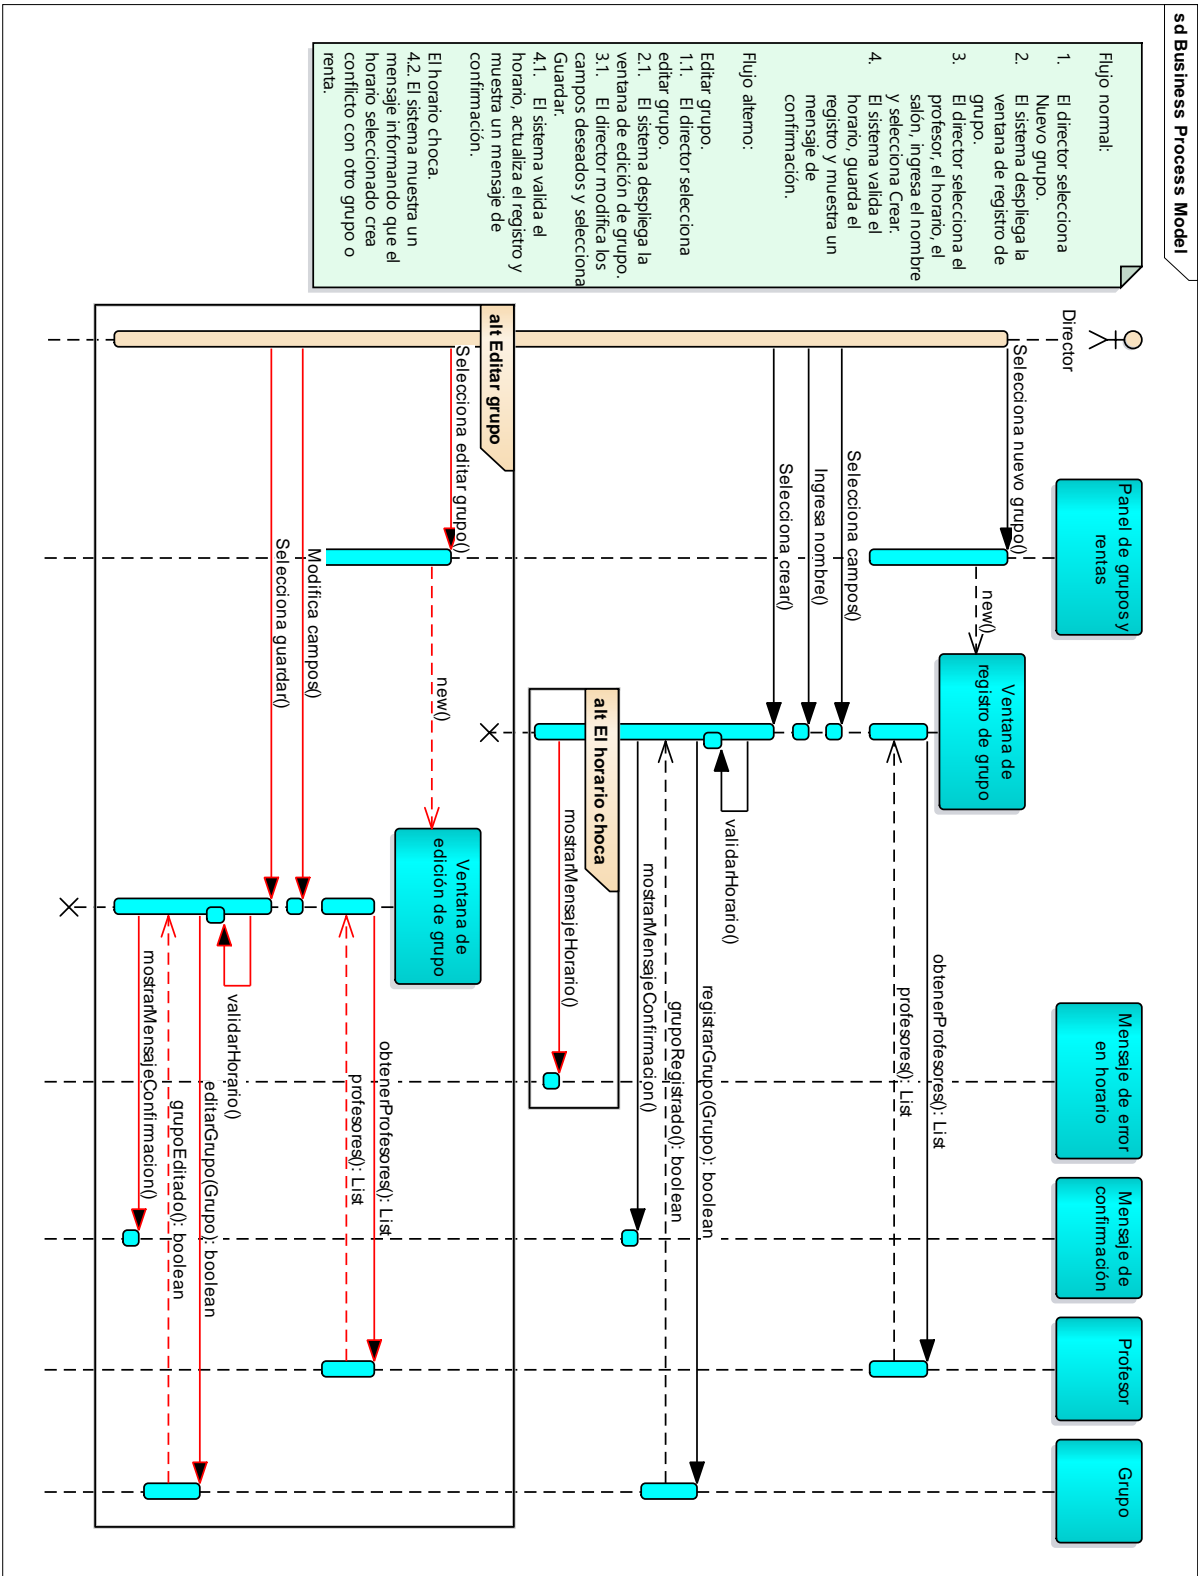 sd Business Process Model
Flujo normal:
1. El director selecciona
Nuevo grupo.
2. El sistema despliega la
ventana de registro de
grupo.
3. El director selecciona el
profesor, el horario, el
salón, ingresa el nombre
y selecciona Crear.
4. El sistema valida el
horario, guarda el
registro y muestra un
mensaje de
confirmación.
Flujo alterno:
Editar grupo.
1.1. El director selecciona
editar grupo.
2.1. El sistema despliega la
ventana de edición de grupo.
3.1. El director modifica los
campos deseados y selecciona
Guardar.
4.1. El sistema valida el
horario, actualiza el registro y
muestra un mensaje de
confirmación.
El horario choca.
4.2. El sistema muestra un
mensaje informando que el
horario seleccionado crea
conflicto con otro grupo o
renta.
Director
Panel de grupos y
rentas
Ventana de
registro de grupo
Mensaje de error
en horario
Mensaje de
confirmación
Profesor
Grupo
Selecciona nuevo grupo()
new()
obtenerProfesores(): List
profesores(): List
Selecciona campos()
Ingresa nombre()
Selecciona crear()
validarHorario()
registrarGrupo(Grupo): boolean
grupoRegistrado(): boolean
mostrarMensajeConfirmacion()
alt El horario choca
mostrarMensajeHorario()
alt Editar grupo
Selecciona editar grupo()
new()
Ventana de
edición de grupo
obtenerProfesores(): List
profesores(): List
Modifica campos()
Selecciona guardar()
validarHorario()
editarGrupo(Grupo): boolean
grupoEditado(): boolean
mostrarMensajeConfirmacion()